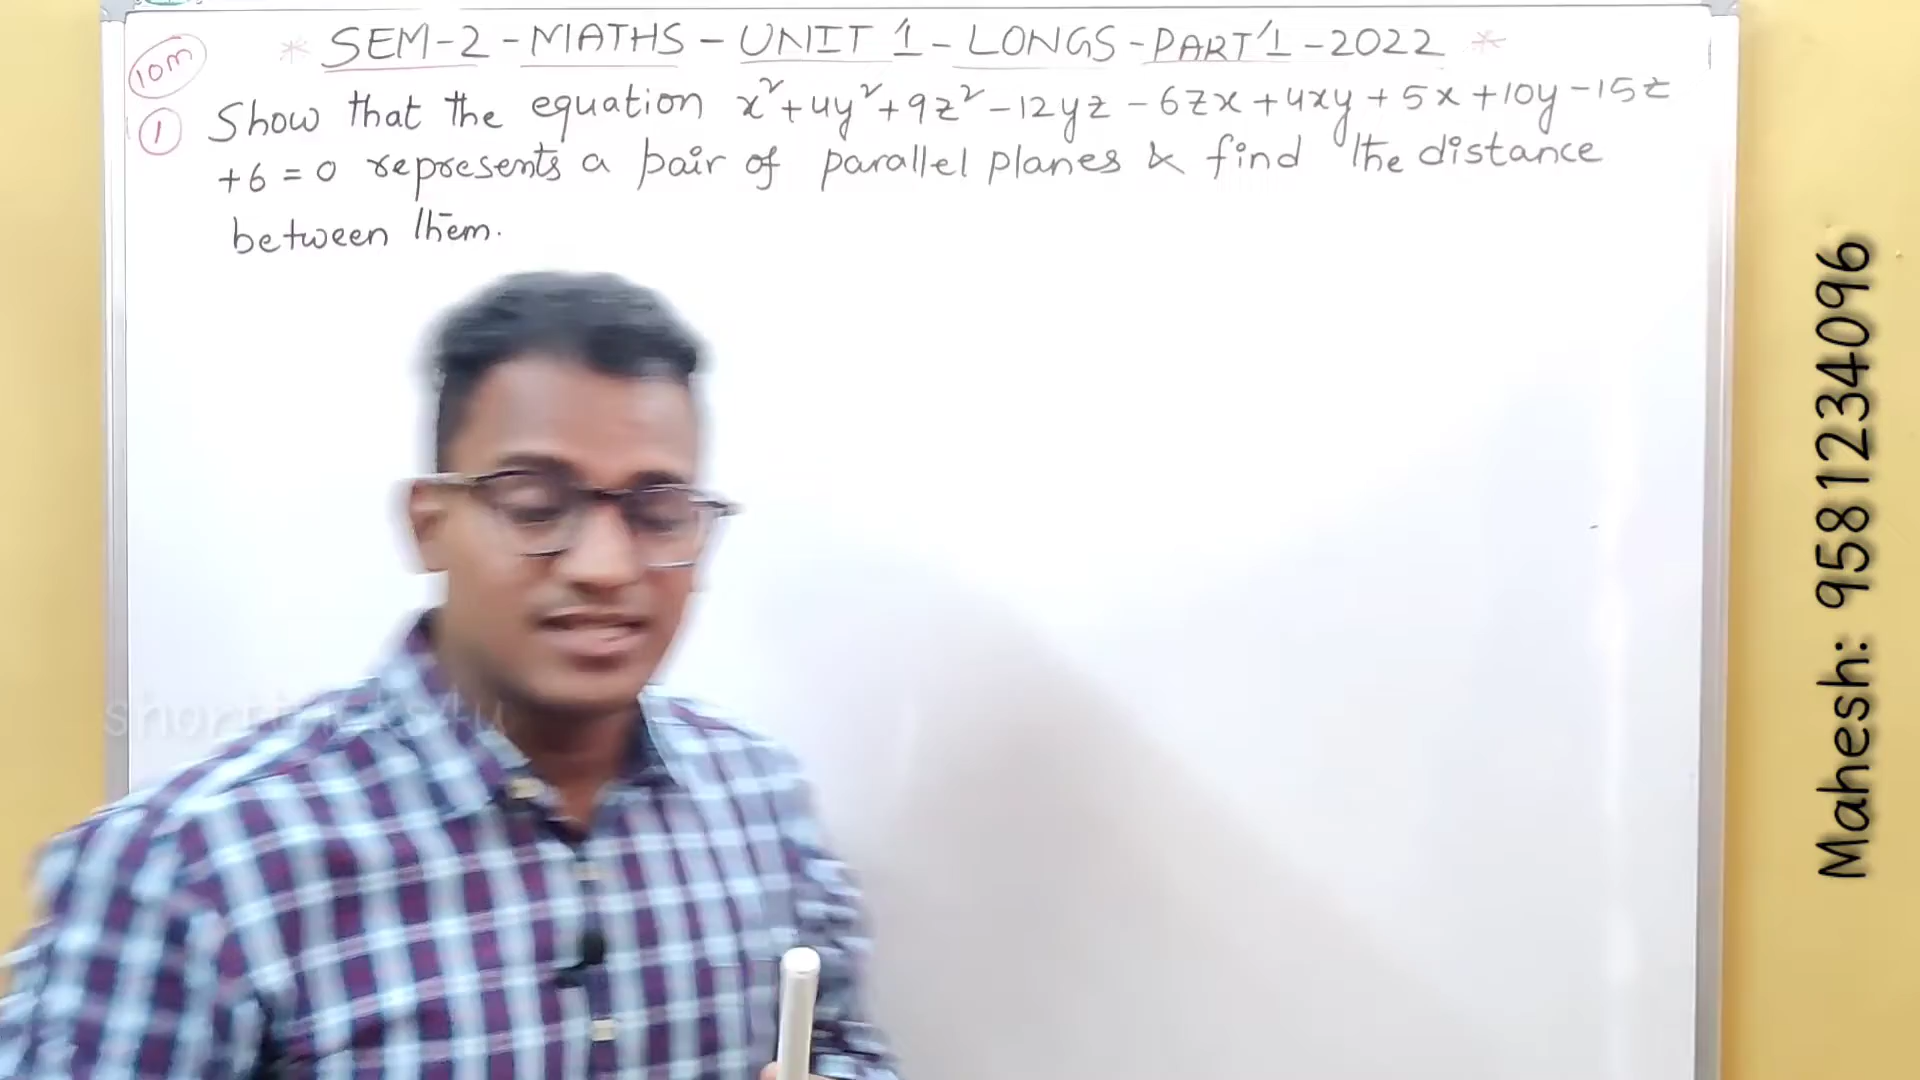 * SEM-2-MATHS-UNIT 1-LONGS-PART'1-2022 *
10m
1 Show that the equation x²+4y²+9z²-12yz-6zx+4xy+5x+10y-15z
+6=0 represents a pair of parallel planes & find the distance
between them.
shorttricks4u
Mahesh: 9581234096